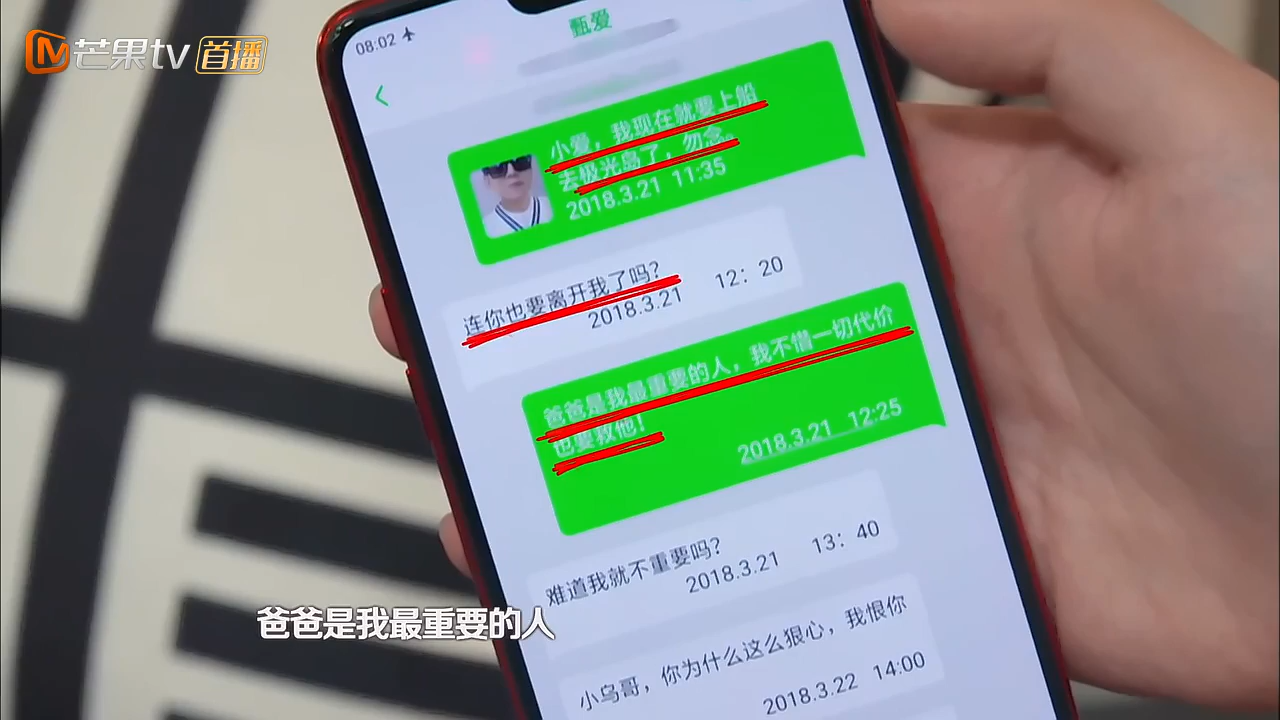 芒果tv 首播
08:02
甄爱
小爱，我现在就要上船
去极光岛了，勿念。
2018.3.21 11:35
连你也要离开我了吗？
2018.3.21 12：20
爸爸是我最重要的人，我不惜一切代价
也要救他！
2018.3.21 12:25
难道我就不重要吗？
2018.3.21 13：40
小乌哥，你为什么这么狠心，我恨你
2018.3.22 14:00
爸爸是我最重要的人